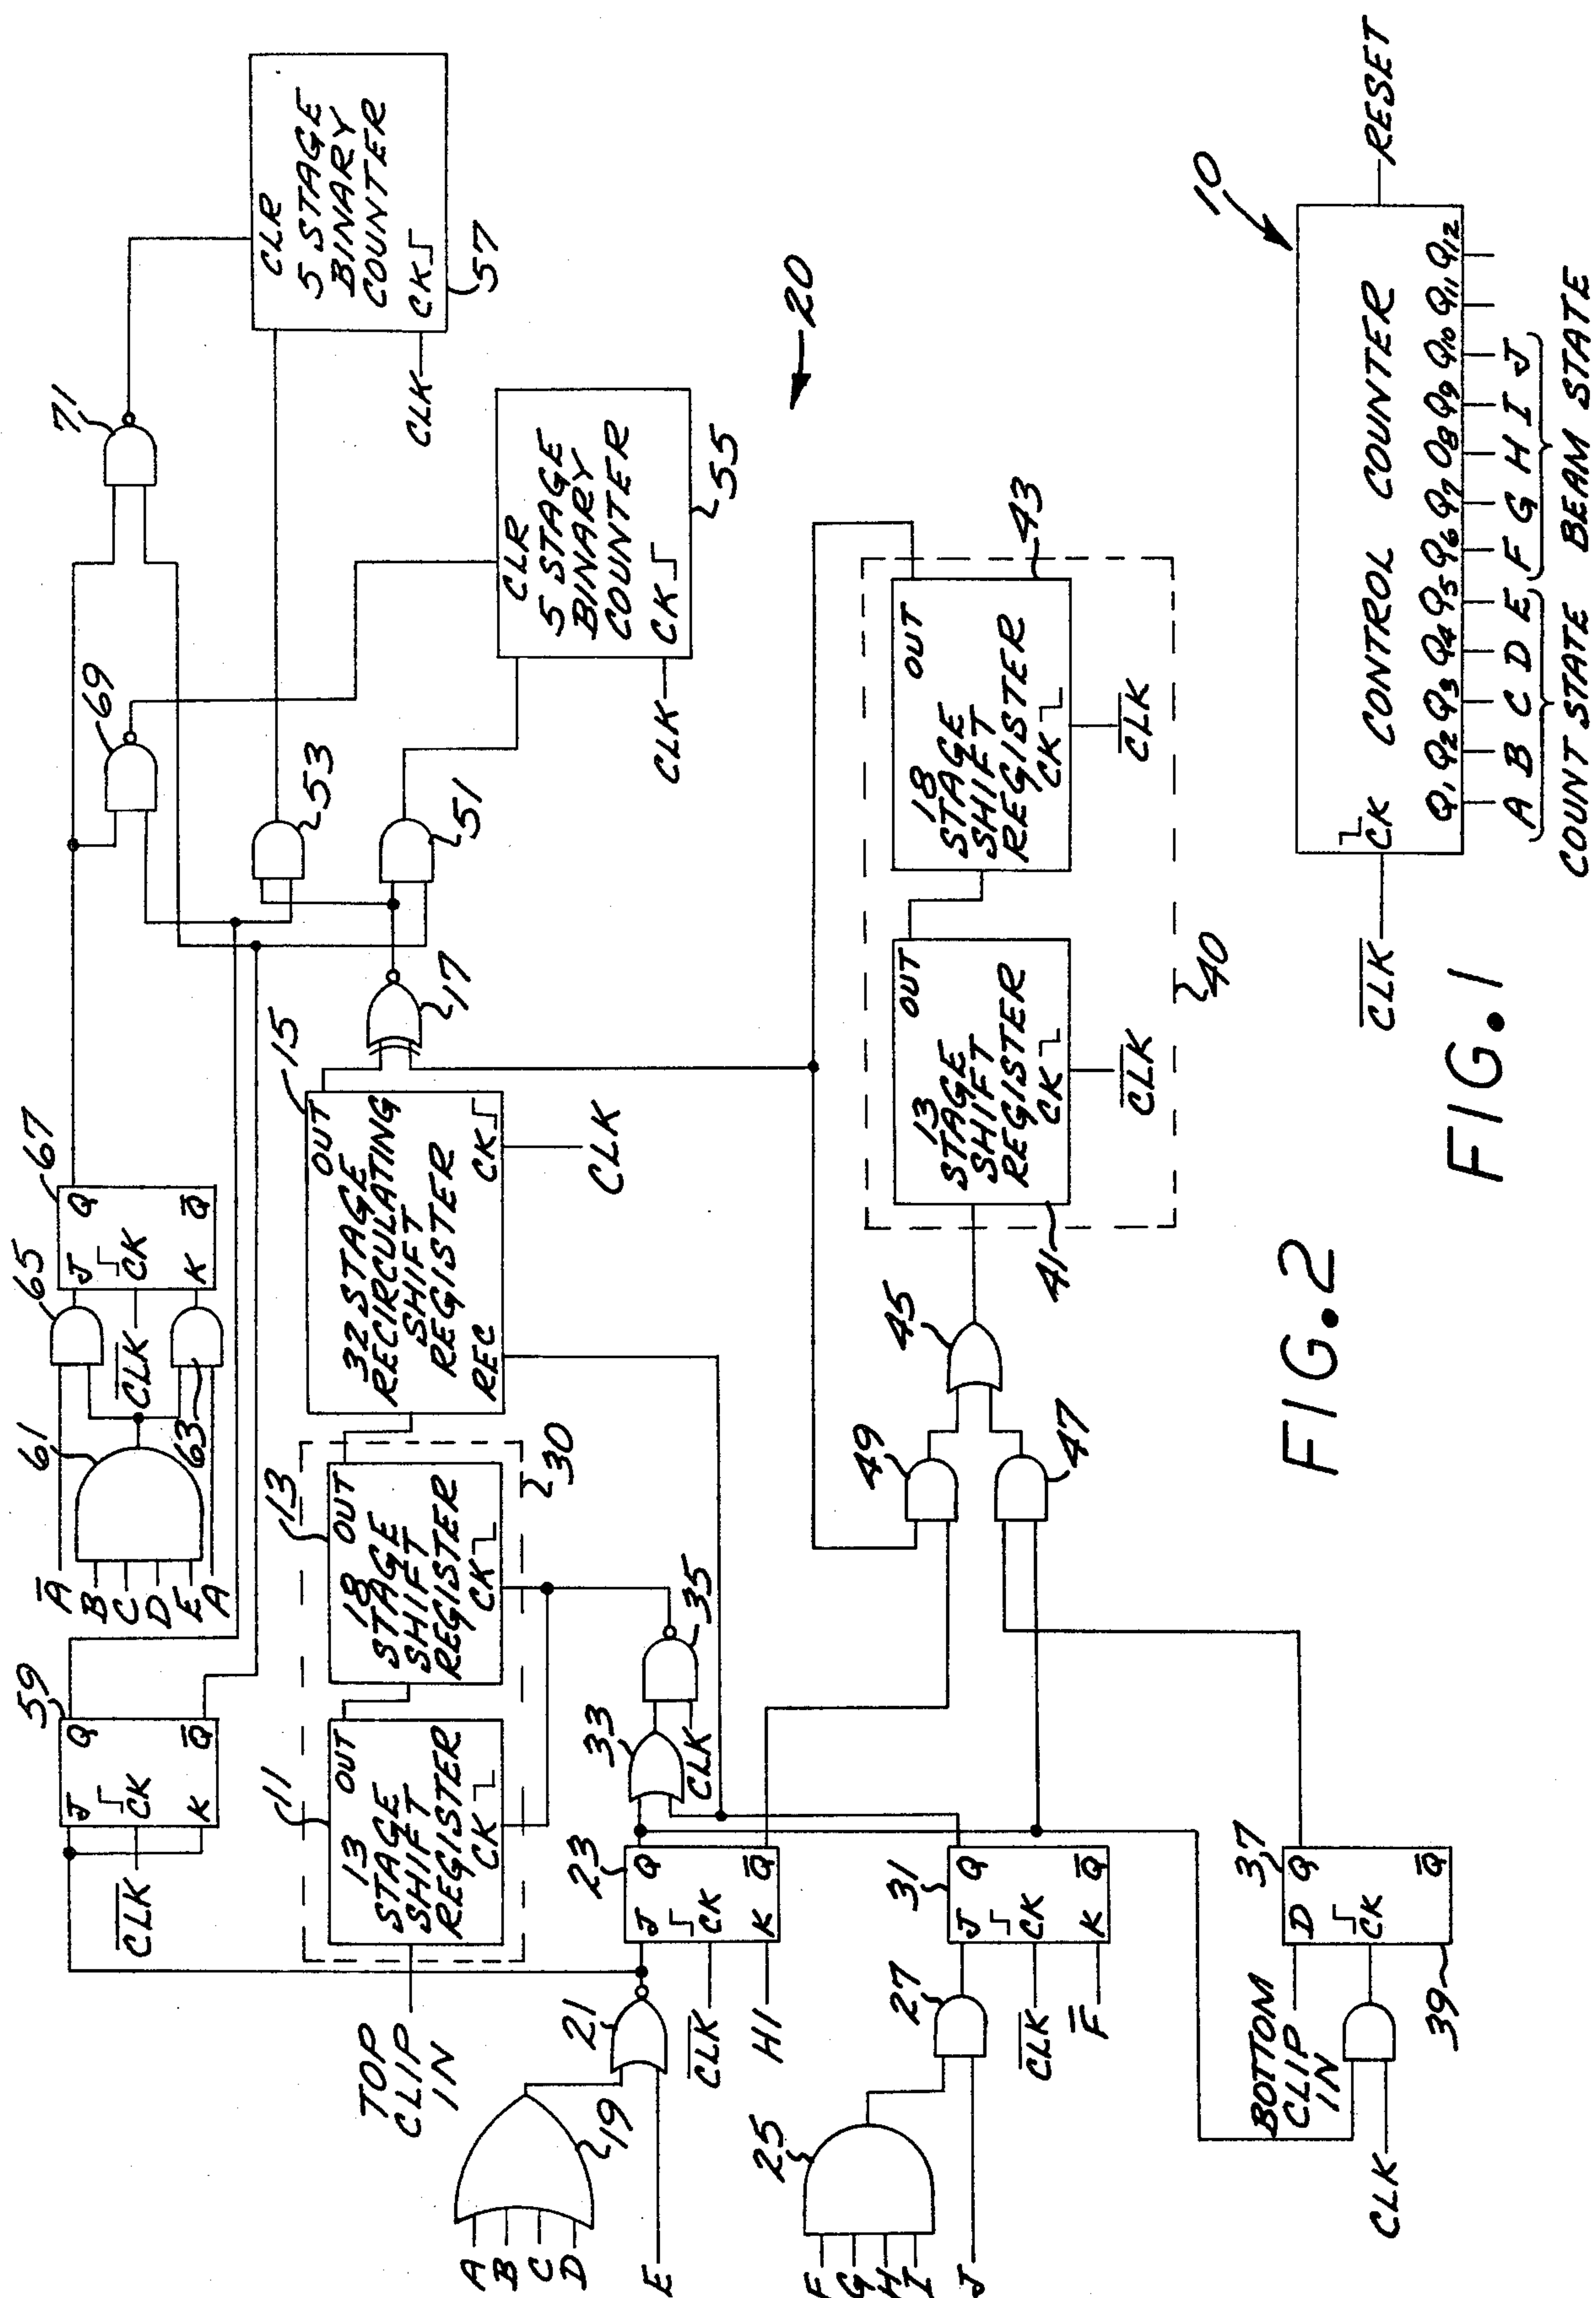 FIG. 1
10
CLK
CK
CONTROL COUNTER
RESET
Q1 Q2 Q3 Q4 Q5 Q6 Q7 Q8 Q9 Q10 Q11 Q12
A B C D E F G H I J
COUNT STATE BEAM STATE
FIG. 2
20
59
J
Q
CK
K
Q̅
C̅L̅K̅
A̅
B
C
D
E
A
61
63
65
67
J
Q
CK
K
Q̅
C̅L̅K̅
69
71
CLR
5 STAGE
BINARY
COUNTER
CK
57
CLK
53
51
CLR
5 STAGE
BINARY
COUNTER
CK
55
CLK
TOP
CLIP
IN
11
OUT
13
STAGE
SHIFT
REGISTER
CK
13
OUT
18
STAGE
SHIFT
REGISTER
CK
30
15
OUT
32 STAGE
RECIRCULATING
SHIFT
REGISTER
REC
CK
CLK
17
A
B
C
D
19
E
21
23
J
Q
CK
K
Q̅
C̅L̅K̅
HI
33
CLK
35
F
G
H
I
J
25
27
31
J
Q
CK
K
Q̅
C̅L̅K̅
F̅
BOTTOM
CLIP
IN
37
D
Q
CK
Q̅
39
CLK
49
47
45
41
OUT
13
STAGE
SHIFT
REGISTER
CK
C̅L̅K̅
43
OUT
18
STAGE
SHIFT
REGISTER
CK
C̅L̅K̅
40